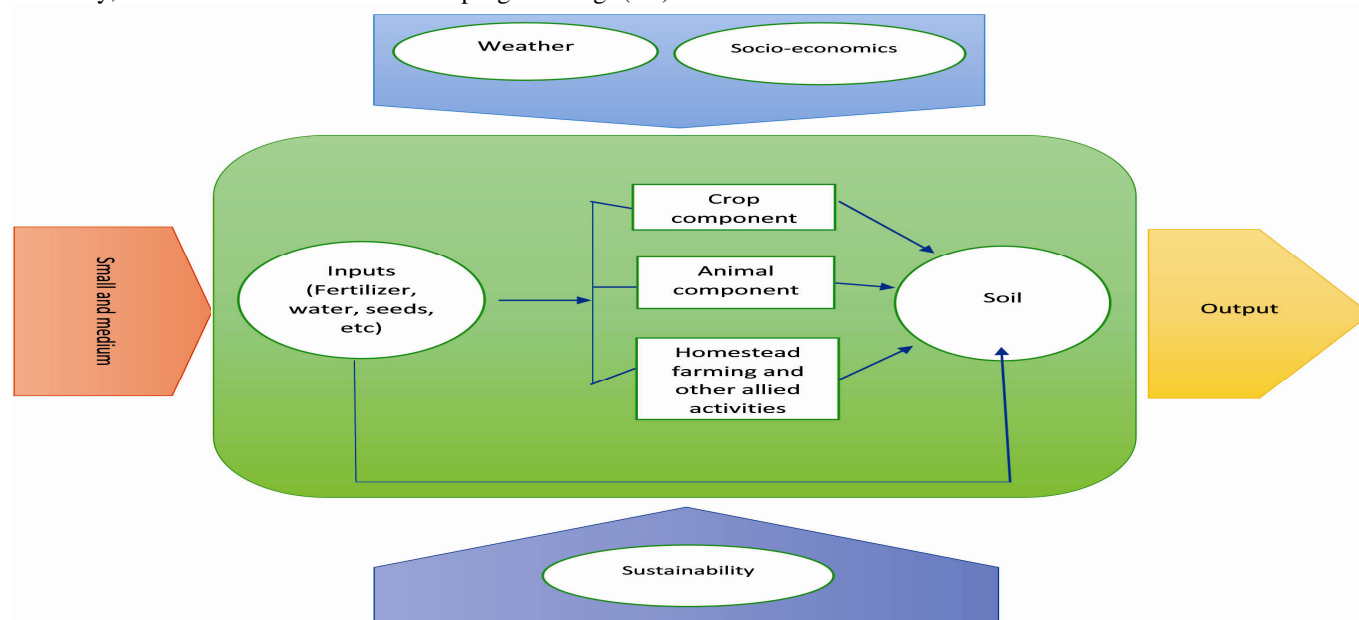 Weather
Socio-economics
Small and medium
Inputs
(Fertilizer,
water, seeds,
etc)
Crop
component
Animal
component
Homestead
farming and
other allied
activities
Soil
Output
Sustainability